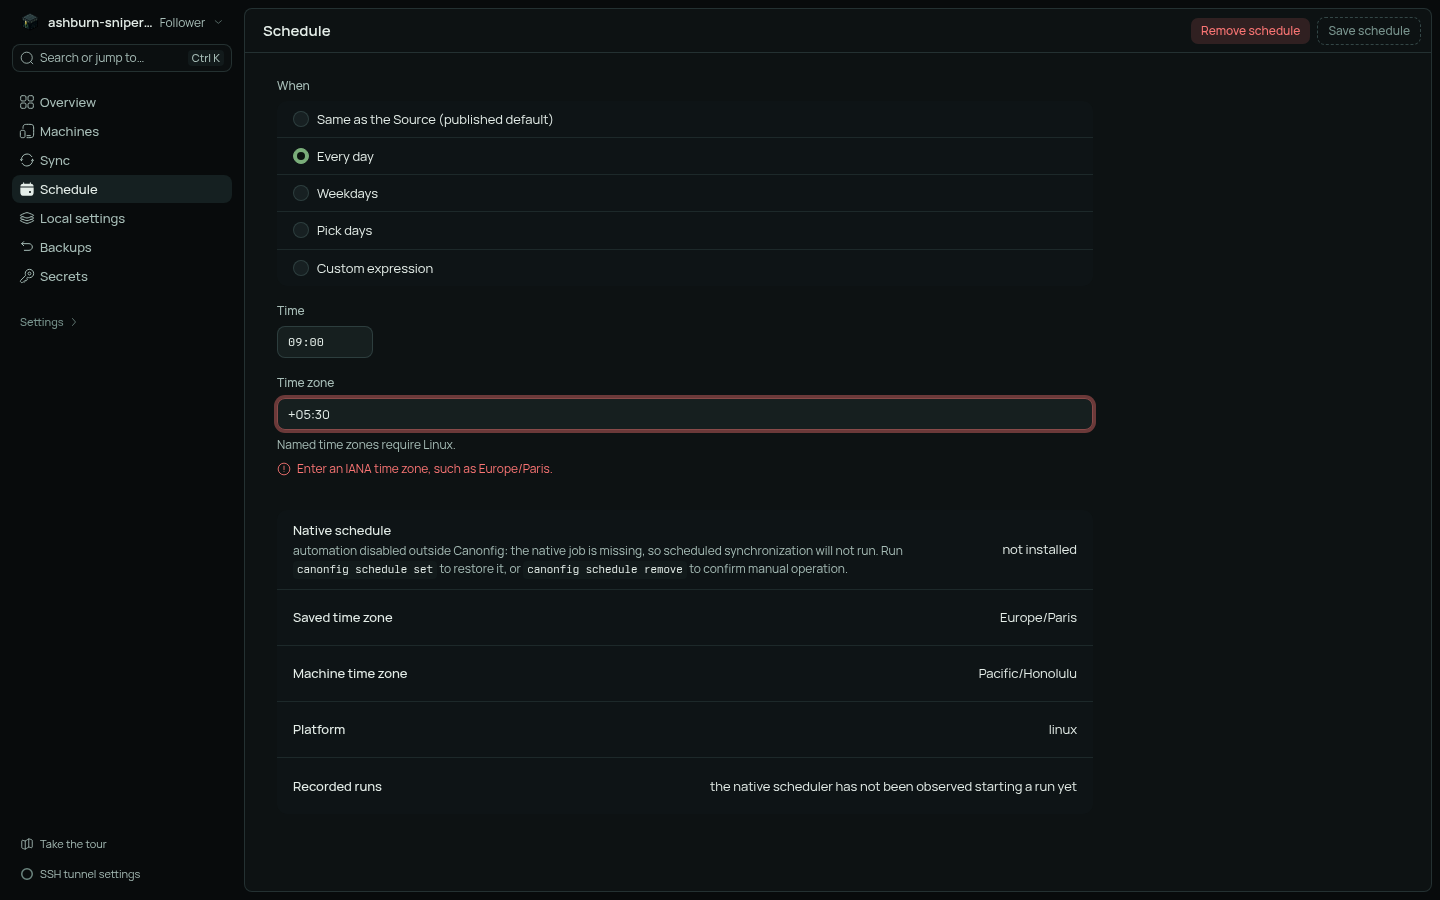 ashburn-sniper... Follower
Search or jump to... Ctrl K
Overview
Machines
Sync
Schedule
Local settings
Backups
Secrets
Settings
Take the tour
SSH tunnel settings
Schedule
Remove schedule
Save schedule
When
Same as the Source (published default)
Every day
Weekdays
Pick days
Custom expression
Time
09:00
Time zone
+05:30
Named time zones require Linux.
Enter an IANA time zone, such as Europe/Paris.
Native schedule
automation disabled outside Canonfig: the native job is missing, so scheduled synchronization will not run. Run
canonfig schedule set to restore it, or canonfig schedule remove to confirm manual operation.
not installed
Saved time zone
Europe/Paris
Machine time zone
Pacific/Honolulu
Platform
linux
Recorded runs
the native scheduler has not been observed starting a run yet